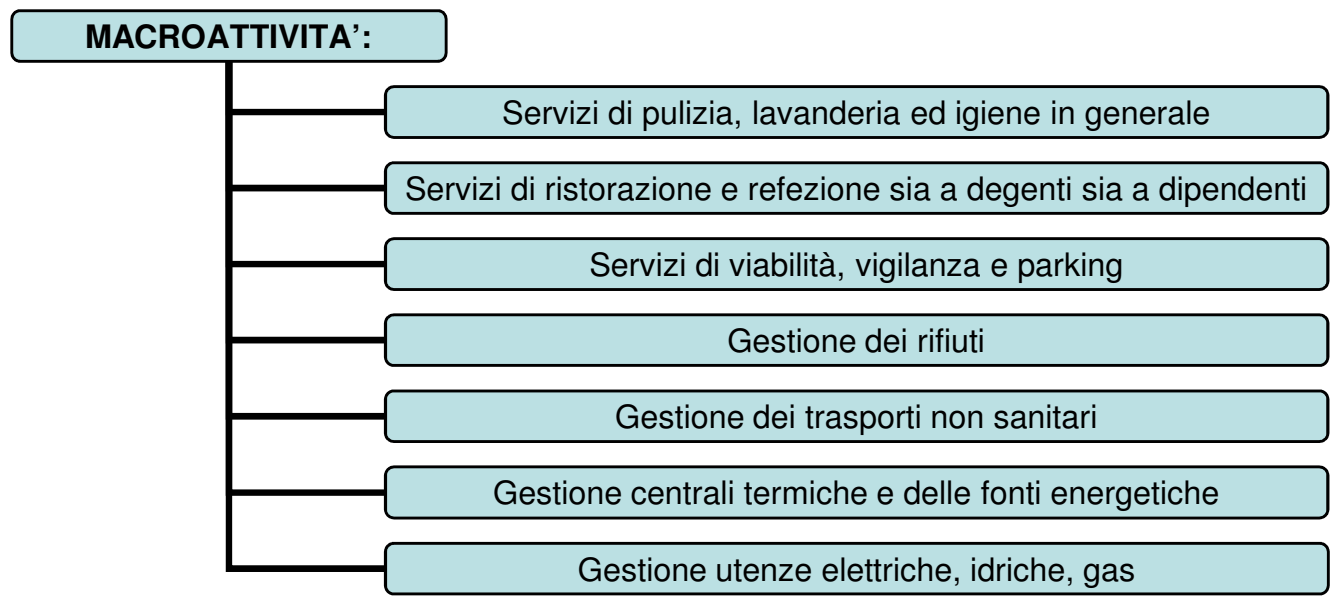 MACROATTIVITA’:
Servizi di pulizia, lavanderia ed igiene in generale
Servizi di ristorazione e refezione sia a degenti sia a dipendenti
Servizi di viabilità, vigilanza e parking
Gestione dei rifiuti
Gestione dei trasporti non sanitari
Gestione centrali termiche e delle fonti energetiche
Gestione utenze elettriche, idriche, gas